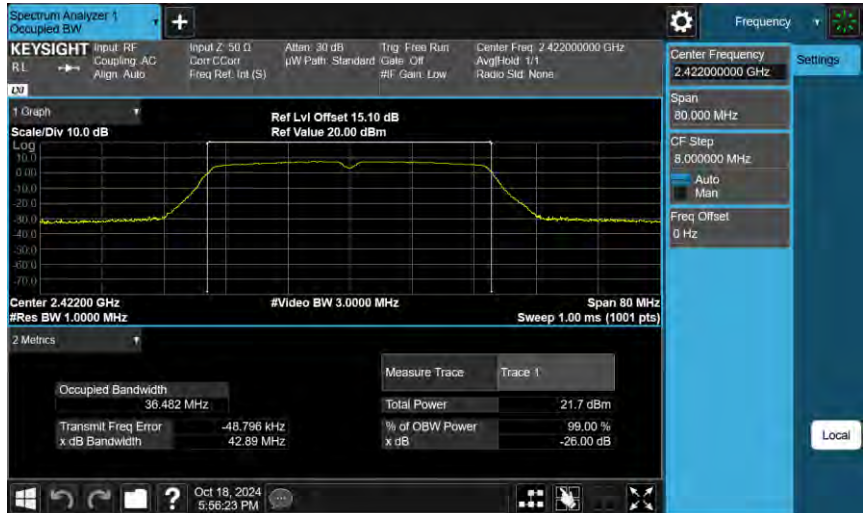 Spectrum Analyzer 1
Occupied BW
+
Frequency
KEYSIGHT
RL
LXI
Input: RF
Coupling: AC
Align: Auto
Input Z: 50 Ω
Corr CCorr
Freq Ref: Int (S)
Atten: 30 dB
µW Path: Standard
Trig: Free Run
Gate: Off
#IF Gain: Low
Center Freq: 2.422000000 GHz
Avg|Hold: 1/1
Radio Std: None
Center Frequency
2.422000000 GHz
Settings
Span
80.000 MHz
CF Step
8.000000 MHz
Auto
Man
Freq Offset
0 Hz
Local
1 Graph
Scale/Div 10.0 dB
Ref Lvl Offset 15.10 dB
Ref Value 20.00 dBm
Log
10.0
0.00
-10.0
-20.0
-30.0
-40.0
-50.0
-60.0
-70.0
Center 2.42200 GHz
#Res BW 1.0000 MHz
#Video BW 3.0000 MHz
Span 80 MHz
Sweep 1.00 ms (1001 pts)
2 Metrics
Measure Trace Trace 1
Occupied Bandwidth
36.482 MHz
Total Power 21.7 dBm
Transmit Freq Error -48.796 kHz
% of OBW Power 99.00 %
x dB Bandwidth 42.89 MHz
x dB -26.00 dB
?
Oct 18, 2024
5:56:23 PM